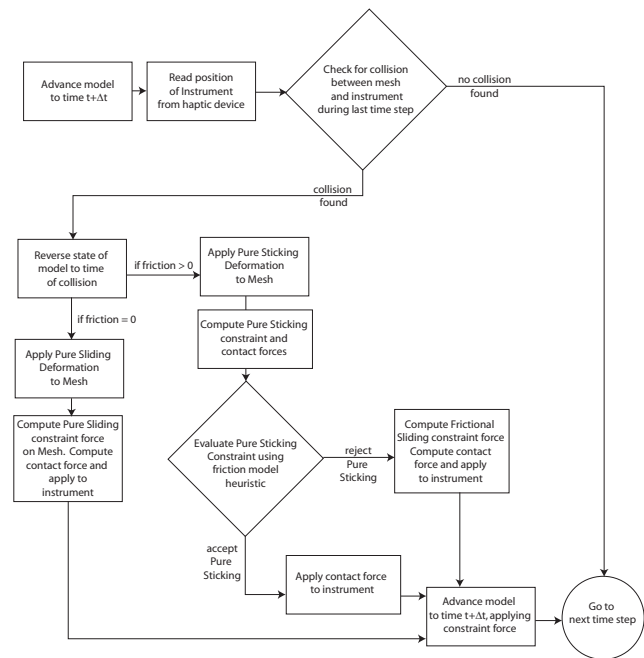 Advance model
to time t+Δt
Read position
of Instrument
from haptic device
Check for collision
between mesh
and instrument
during last time step
no collision
found
collision
found
Reverse state of
model to time
of collision
if friction > 0
Apply Pure Sticking
Deformation
to Mesh
if friction = 0
Compute Pure Sticking
constraint and
contact forces
Apply Pure Sliding
Deformation
to Mesh
Compute Pure Sliding
constraint force
on Mesh. Compute
contact force and
apply to
instrument
Evaluate Pure Sticking
Constraint using
friction model
heuristic
reject
Pure
Sticking
Compute Frictional
Sliding constraint force
Compute contact
force and apply
to instrument
accept
Pure
Sticking
Apply contact force
to instrument
Advance model
to time t+Δt, applying
constraint force
Go to
next time step